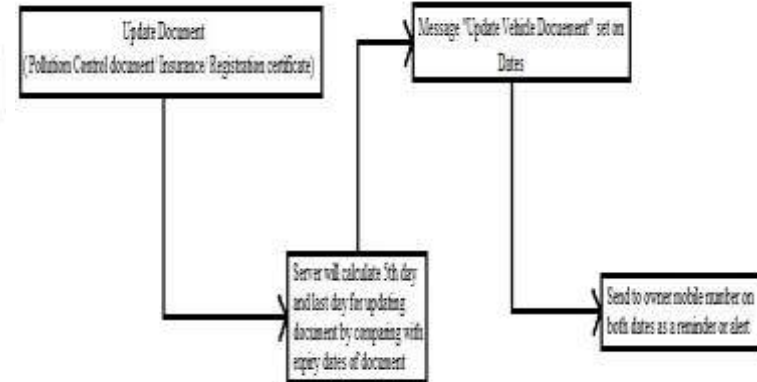 Update Document
( Pollution Control document/ Insurance/ Registration certificate)
Message "Update Vehicle Docuement" set on
Dates
Server will calculate 5th day
and last day for updating
document by comparing with
expiry dates of document
Send to owner mobile number on
both dates as a reminder or alert